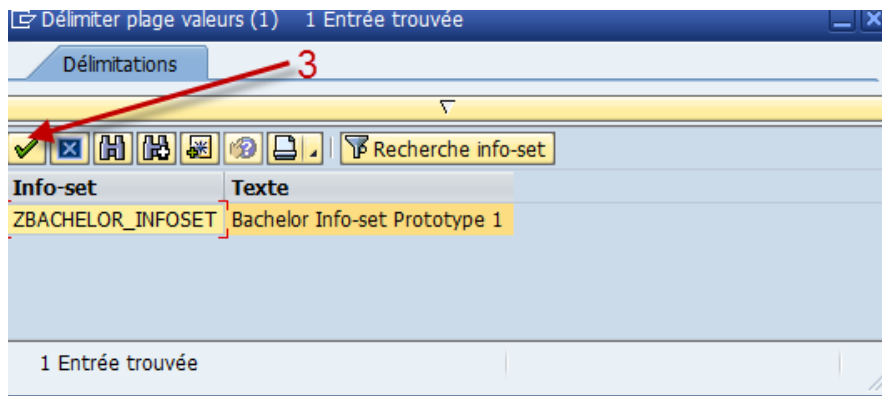 Délimiter plage valeurs (1) 1 Entrée trouvée
Délimitations
3
Recherche info-set
Info-set Texte
ZBACHELOR_INFOSET Bachelor Info-set Prototype 1
1 Entrée trouvée